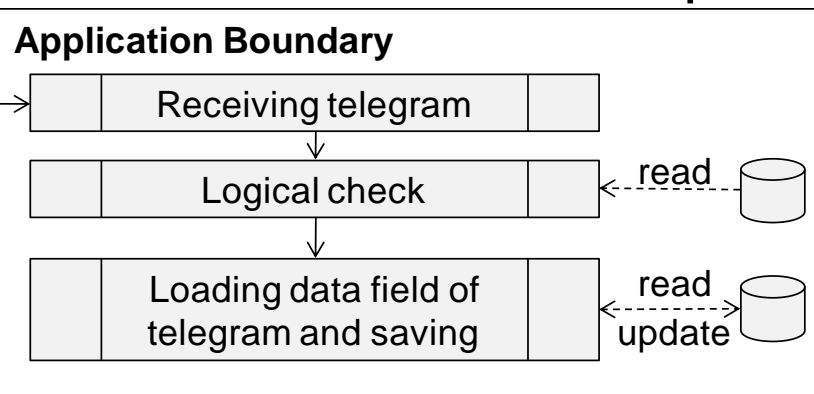 Application Boundary
Receiving telegram
Logical check
read
Loading data field of
telegram and saving
read
update